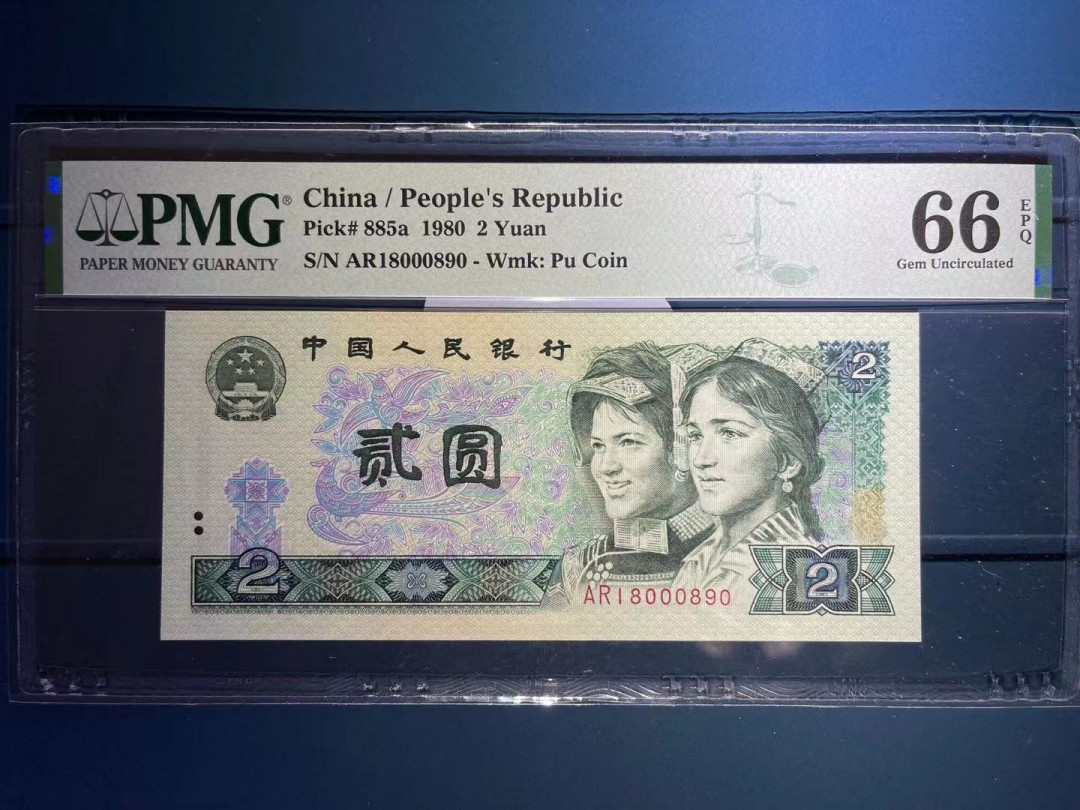 PMG®
PAPER MONEY GUARANTY
China / People's Republic
Pick# 885a 1980 2 Yuan
S/N AR18000890 - Wmk: Pu Coin
66 EPQ
Gem Uncirculated
中国人民银行
2
贰圆
2
2
AR18000890